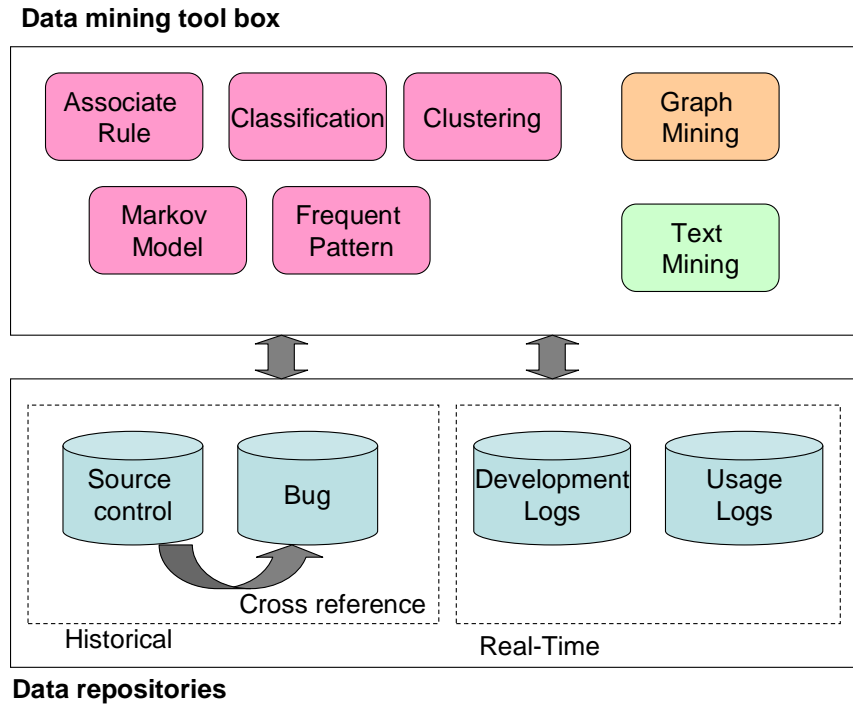 Data mining tool box
Associate
Rule
Classification
Clustering
Graph
Mining
Markov
Model
Frequent
Pattern
Text
Mining
Source
control
Bug
Development
Logs
Usage
Logs
Cross reference
Historical
Real-Time
Data repositories